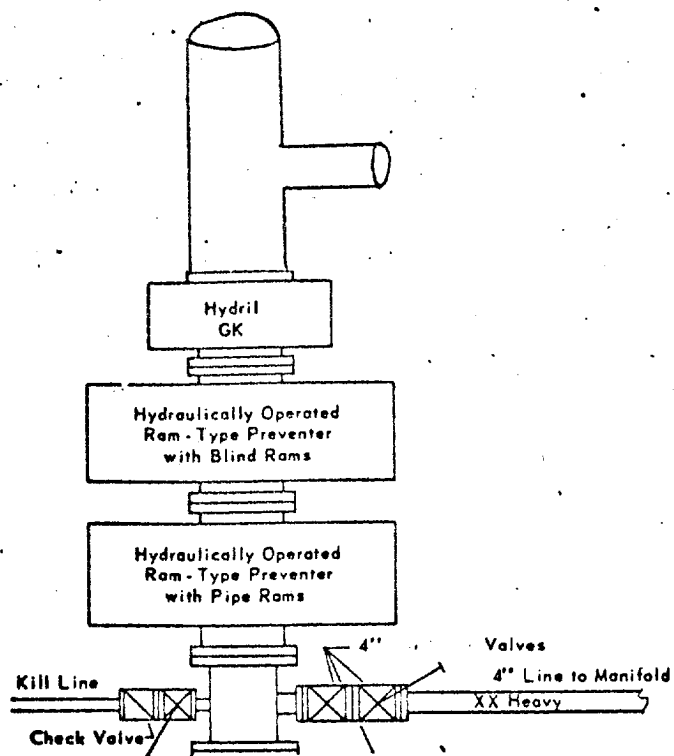 Hydril
GK
Hydraulically Operated
Ram-Type Preventer
with Blind Rams
Hydraulically Operated
Ram-Type Preventer
with Pipe Rams
4"
Valves
Kill Line
4" Line to Manifold
XX Heavy
Check Valve